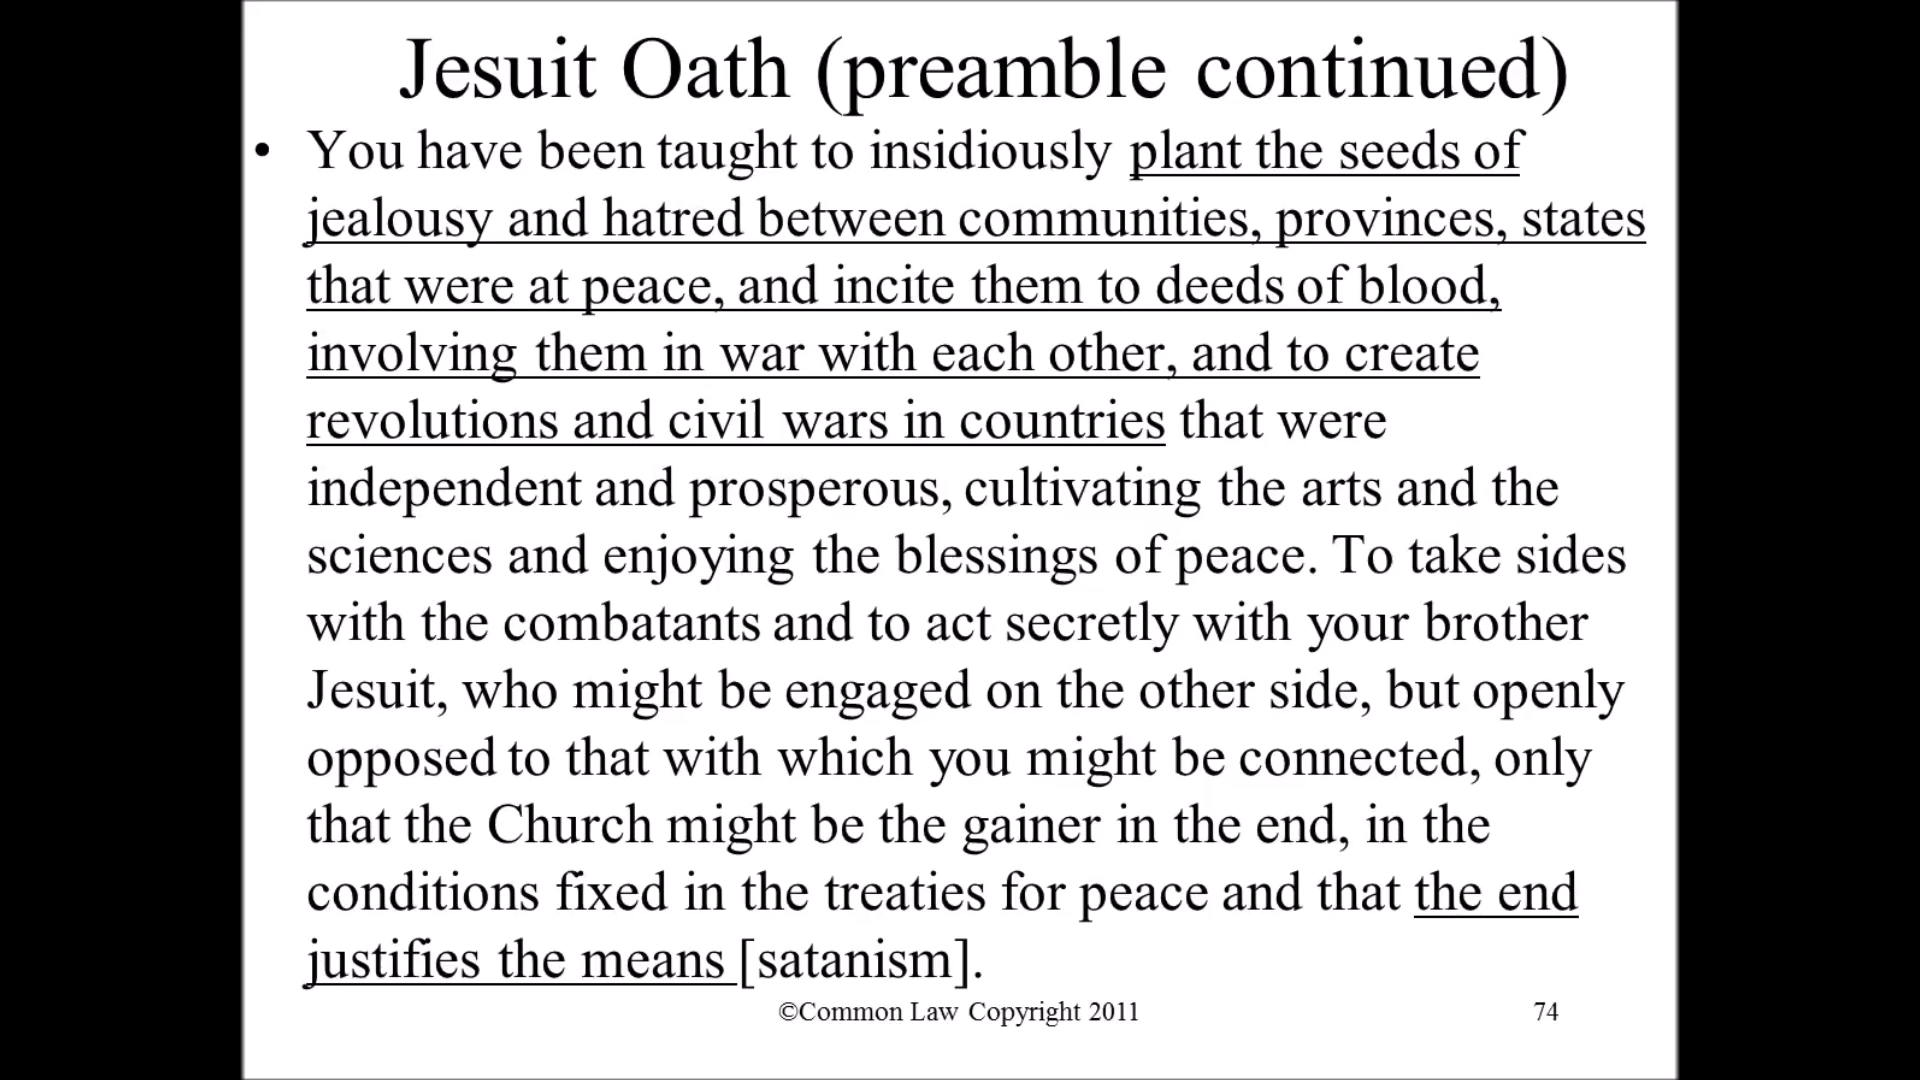 Jesuit Oath (preamble continued)
• You have been taught to insidiously plant the seeds of
jealousy and hatred between communities, provinces, states
that were at peace, and incite them to deeds of blood,
involving them in war with each other, and to create
revolutions and civil wars in countries that were
independent and prosperous, cultivating the arts and the
sciences and enjoying the blessings of peace. To take sides
with the combatants and to act secretly with your brother
Jesuit, who might be engaged on the other side, but openly
opposed to that with which you might be connected, only
that the Church might be the gainer in the end, in the
conditions fixed in the treaties for peace and that the end
justifies the means [satanism].
©Common Law Copyright 2011
74